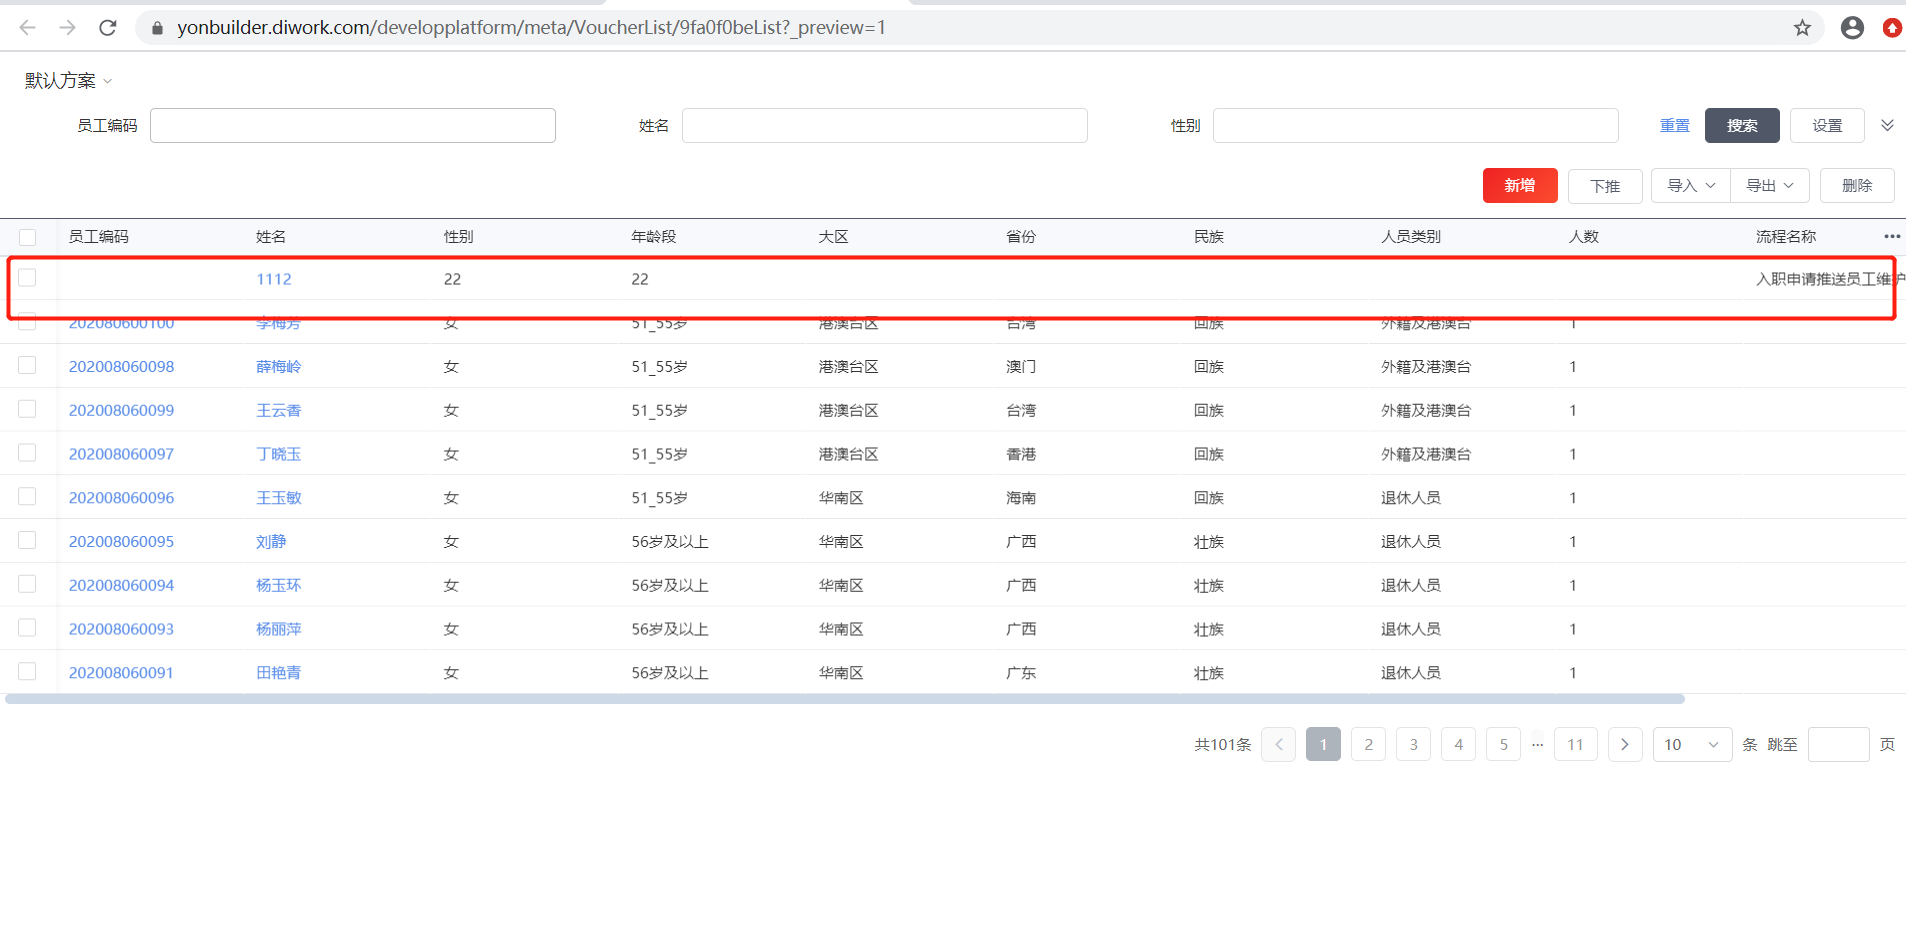 yonbuilder.diwork.com/developplatform/meta/VoucherList/9fa0f0beList?_preview=1
默认方案
员工编码 姓名 性别 重置 搜索 设置
新增 下推 导入 导出 删除
员工编码 姓名 性别 年龄段 大区 省份 民族 人员类别 人数 流程名称 •••
1112 22 22 入职申请推送员工维护
202080600100 李梅芳 女 51_55岁 港澳台区 台湾 回族 外籍及港澳台 1
202008060098 薛梅岭 女 51_55岁 港澳台区 澳门 回族 外籍及港澳台 1
202008060099 王云香 女 51_55岁 港澳台区 台湾 回族 外籍及港澳台 1
202008060097 丁晓玉 女 51_55岁 港澳台区 香港 回族 外籍及港澳台 1
202008060096 王玉敏 女 51_55岁 华南区 海南 回族 退休人员 1
202008060095 刘静 女 56岁及以上 华南区 广西 壮族 退休人员 1
202008060094 杨玉环 女 56岁及以上 华南区 广西 壮族 退休人员 1
202008060093 杨丽萍 女 56岁及以上 华南区 广西 壮族 退休人员 1
202008060091 田艳青 女 56岁及以上 华南区 广东 壮族 退休人员 1
共101条 1 2 3 4 5 ··· 11 10 条 跳至 页